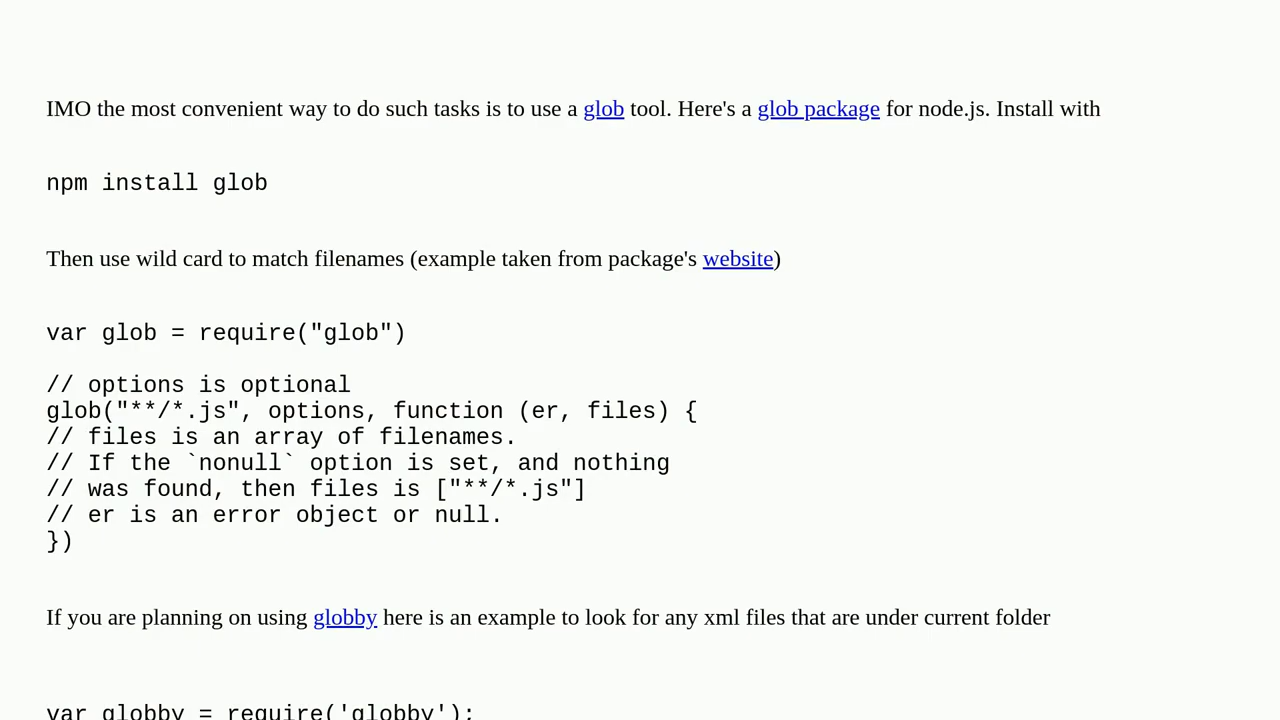 IMO the most convenient way to do such tasks is to use a glob tool. Here's a glob package for node.js. Install with
npm install glob
Then use wild card to match filenames (example taken from package's website)
var glob = require("glob")
// options is optional
glob("**/*.js", options, function (er, files) {
// files is an array of filenames.
// If the `nonull` option is set, and nothing
// was found, then files is ["**/*.js"]
// er is an error object or null.
})
If you are planning on using globby here is an example to look for any xml files that are under current folder
var globby = require('globby');